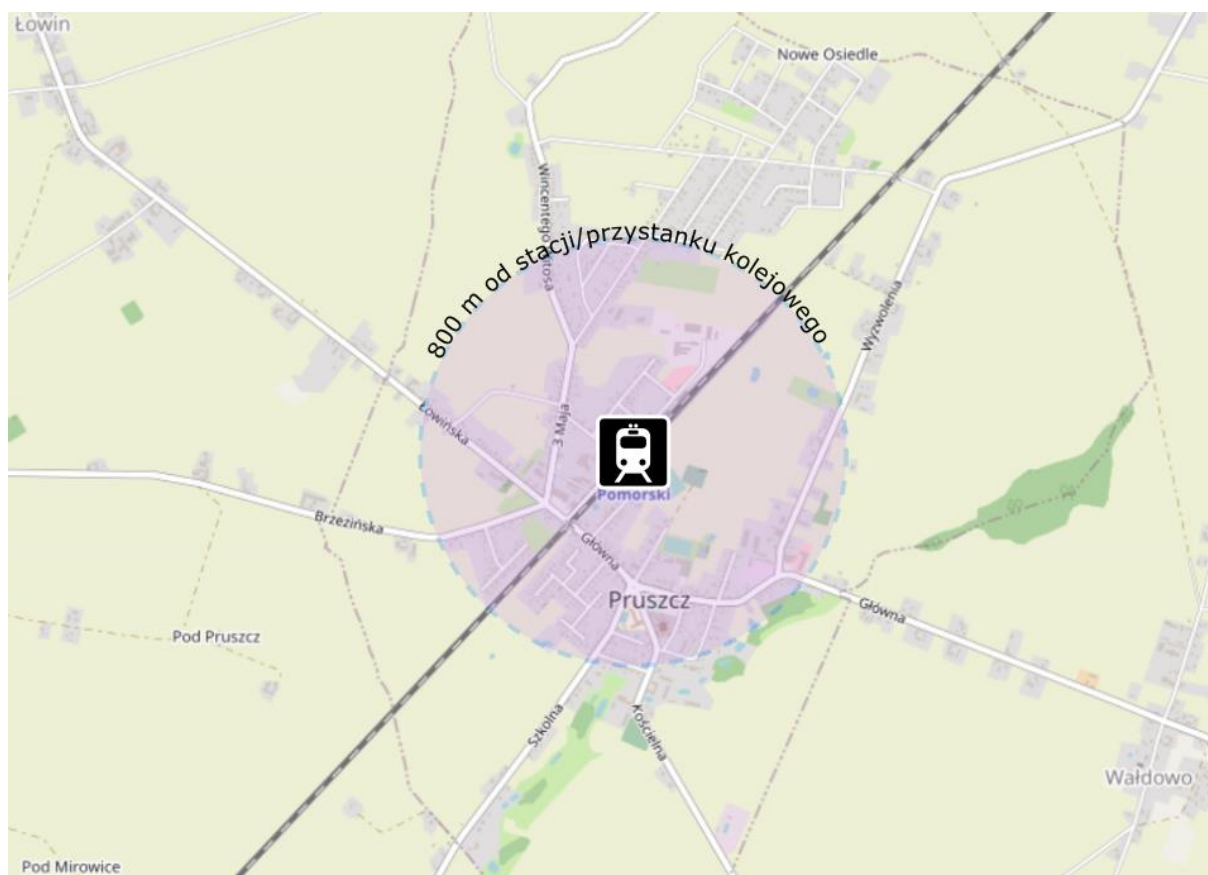 Łowin
Nowe Osiedle
Wincentego Witosa
800 m od stacji/przystanku kolejowego
Wyzwolenia
Łowińska
3 Maja
Pomorski
Brzezińska
Główna
Pruszcz
Główna
Pod Pruszcz
Szkolna
Kościelna
Wałdowo
Pod Mirowice